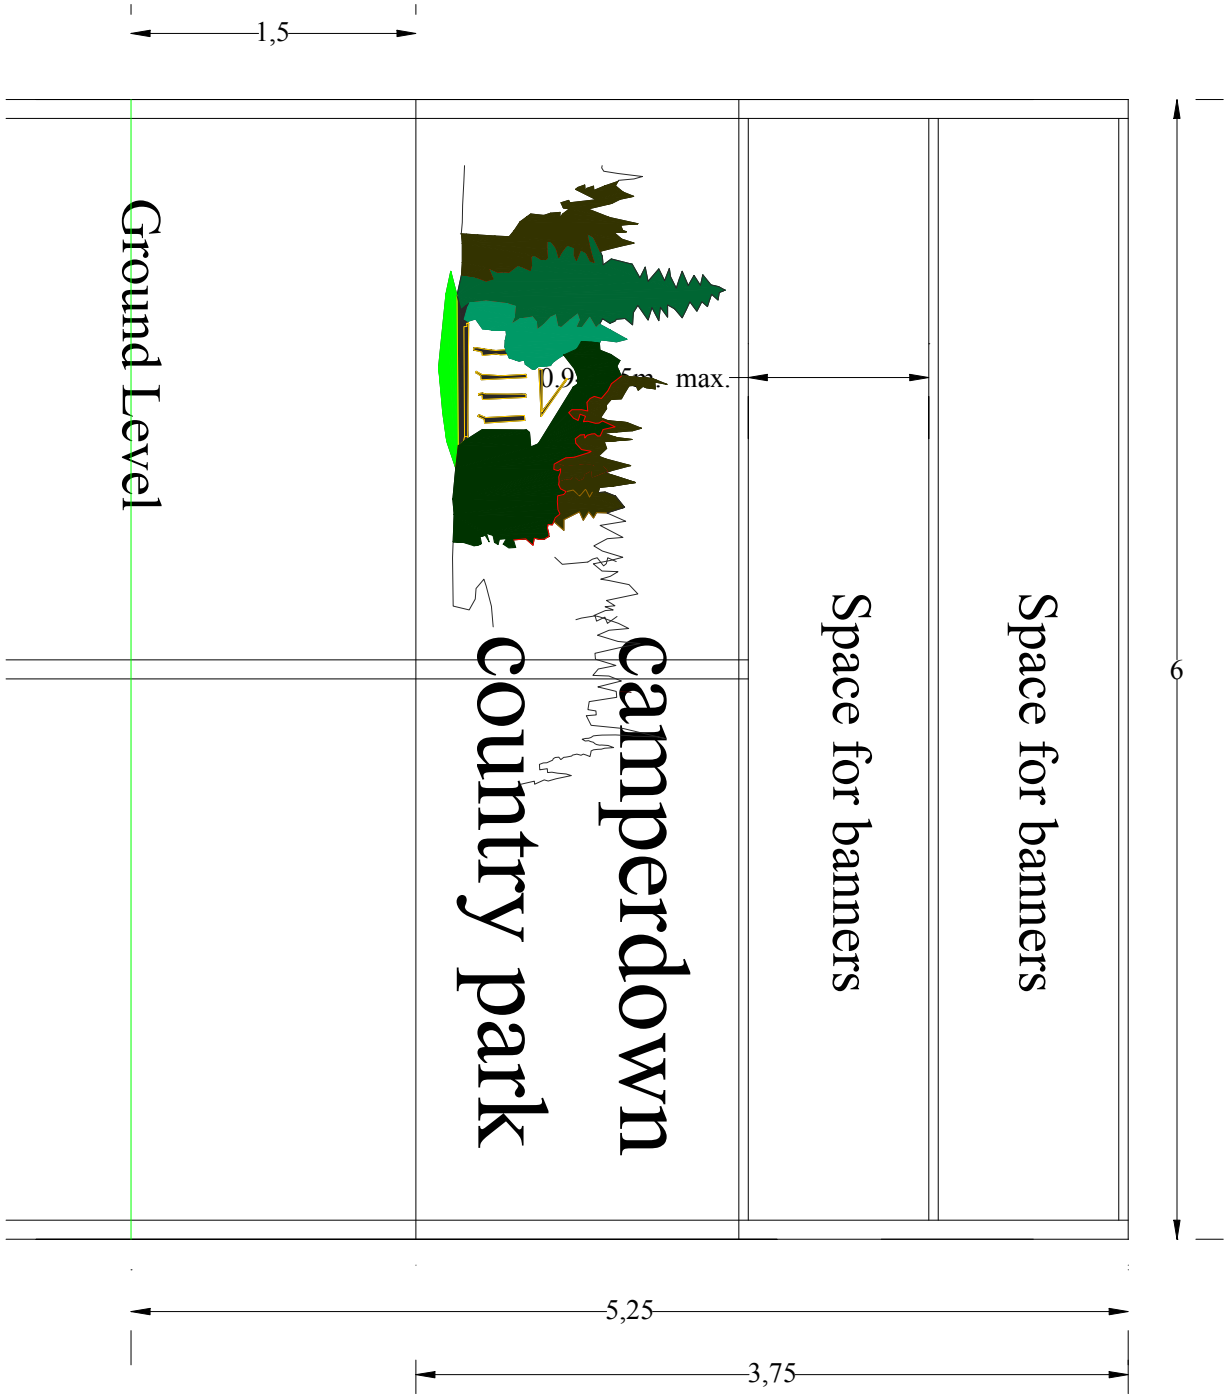 1,5
6
Space for banners
Space for banners
max.
camperdown
country park
Ground Level
5,25
3,75